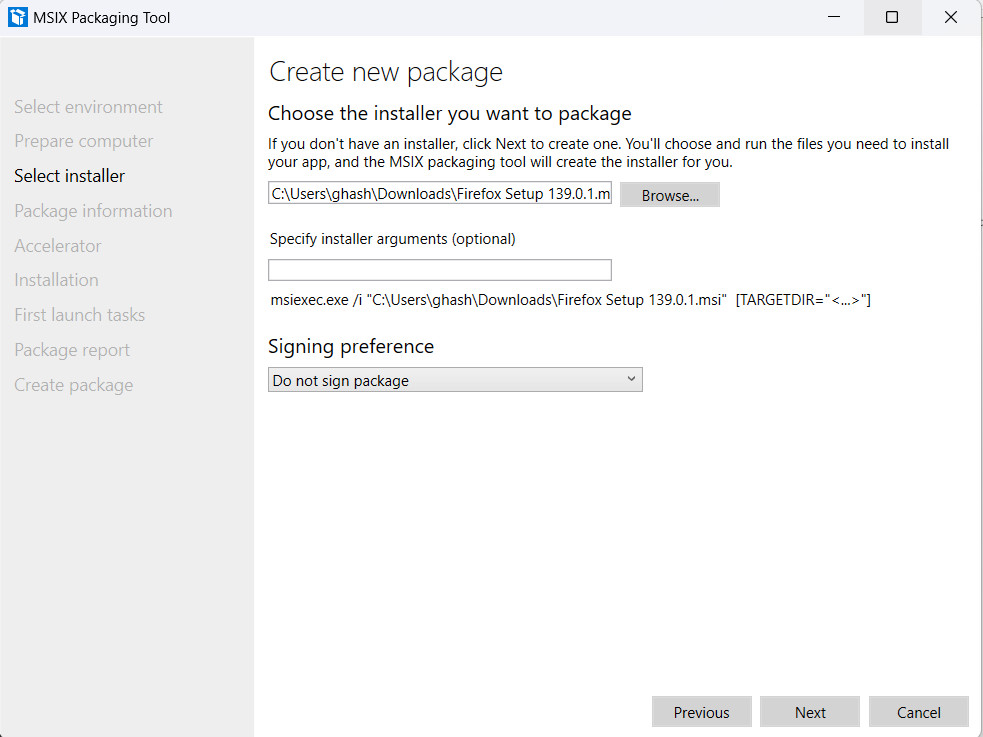 MSIX Packaging Tool
Select environment
Prepare computer
Select installer
Package information
Accelerator
Installation
First launch tasks
Package report
Create package
Create new package
Choose the installer you want to package
If you don't have an installer, click Next to create one. You'll choose and run the files you need to install
your app, and the MSIX packaging tool will create the installer for you.
C:\Users\ghash\Downloads\Firefox Setup 139.0.1.m
Browse...
Specify installer arguments (optional)
msiexec.exe /i "C:\Users\ghash\Downloads\Firefox Setup 139.0.1.msi" [TARGETDIR="<...>"]
Signing preference
Do not sign package
Previous
Next
Cancel